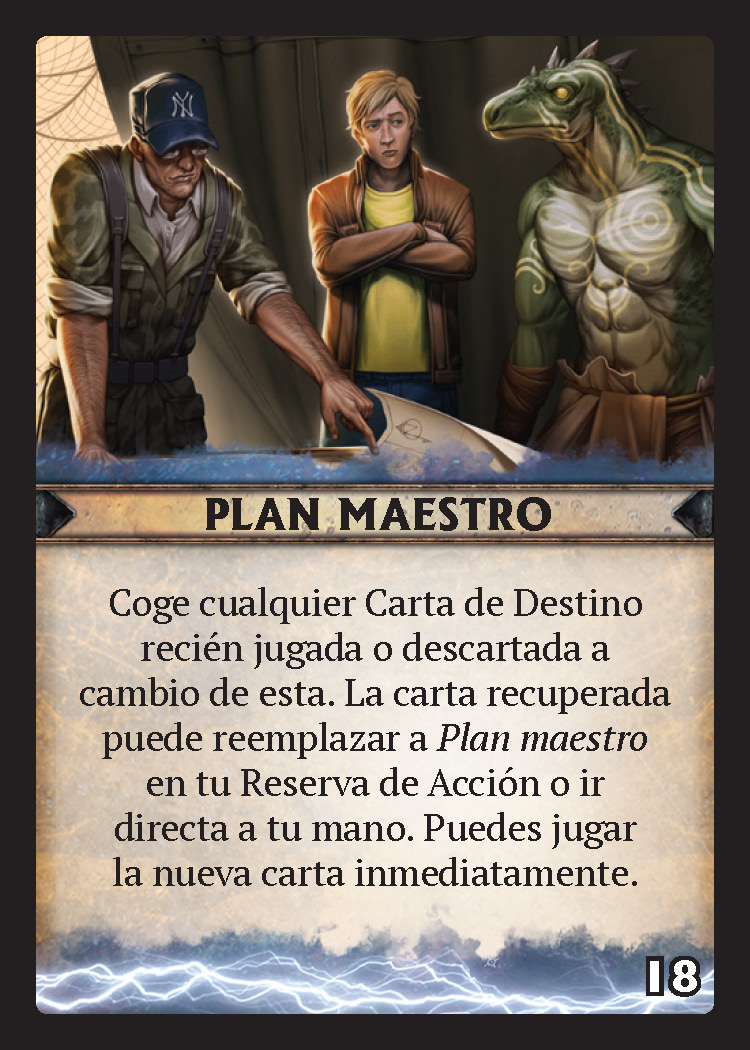 NY
PLAN MAESTRO
Coge cualquier Carta de Destino
recién jugada o descartada a
cambio de esta. La carta recuperada
puede reemplazar a Plan maestro
en tu Reserva de Acción o ir
directa a tu mano. Puedes jugar
la nueva carta inmediatamente.
18